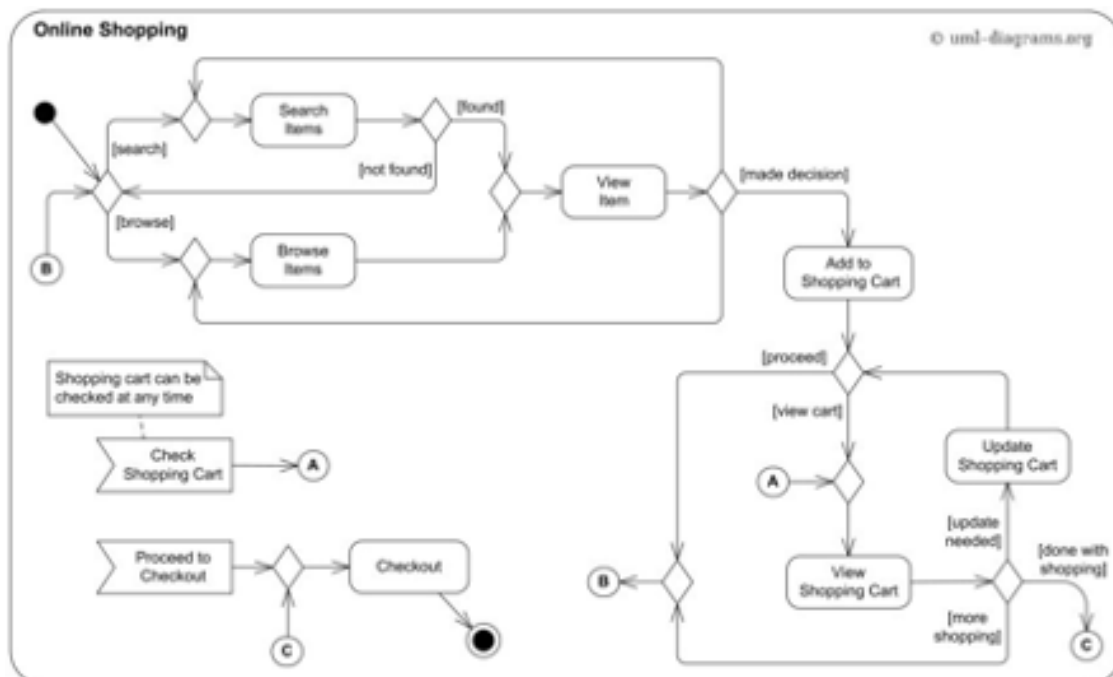 Online Shopping
© uml-diagrams.org
Search
Items
[found]
[search]
[not found]
View
Item
[made decision]
[browse]
B
Browse
Items
Add to
Shopping Cart
[proceed]
Shopping cart can be
checked at any time
[view cart]
Check
Shopping Cart
A
A
Update
Shopping Cart
[update
needed]
[done with
shopping]
Proceed to
Checkout
Checkout
B
View
Shopping Cart
[more
shopping]
C
C